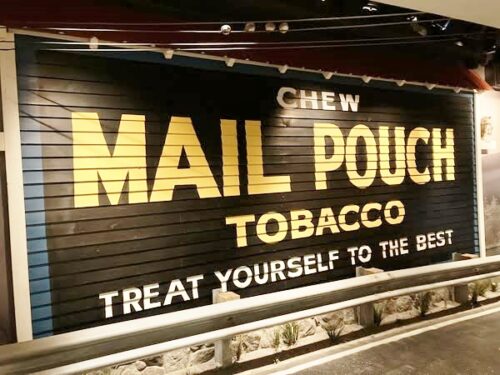 CHEW
MAIL POUCH
TOBACCO
TREAT YOURSELF TO THE BEST